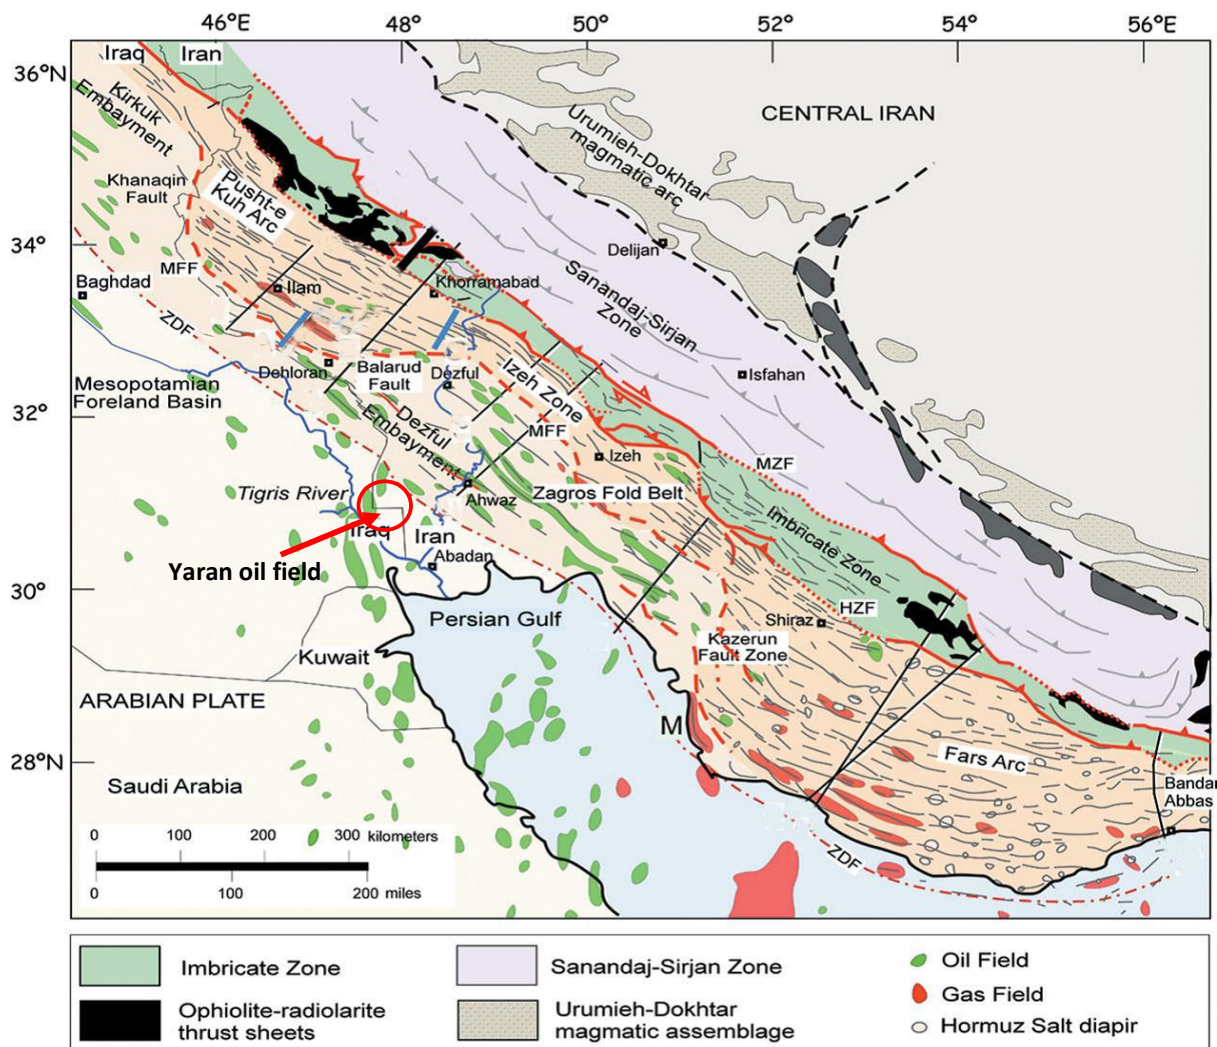 46°E
48°
50°
52°
54°
56°E
36°N
34°
32°
30°
28°N
Iraq
Iran
Kirkuk
Embayment
Khanaqin
Fault
Pusht-e
Kuh Arc
MFF
Baghdad
ZDF
Ilam
Khorramabad
Dehloran
Balarud
Fault
Dezful
Mesopotamian
Foreland Basin
Dezful
Embayment
Izeh Zone
MFF
Izeh
Tigris River
Ahwaz
Zagros Fold Belt
Iraq
Iran
Abadan
Yaran oil field
Persian Gulf
Kuwait
ARABIAN PLATE
Saudi Arabia
CENTRAL IRAN
Urumieh-Dokhtar
magmatic arc
Delijan
Sanandaj-Sirjan
Zone
Isfahan
MZF
Imbricate Zone
HZF
Shiraz
Kazerun
Fault Zone
M
Fars Arc
Bandar
Abbas
ZDF
0 100 200 300 kilometers
0 100 200 miles
Imbricate Zone
Ophiolite-radiolarite
thrust sheets
Sanandaj-Sirjan Zone
Urumieh-Dokhtar
magmatic assemblage
Oil Field
Gas Field
Hormuz Salt diapir